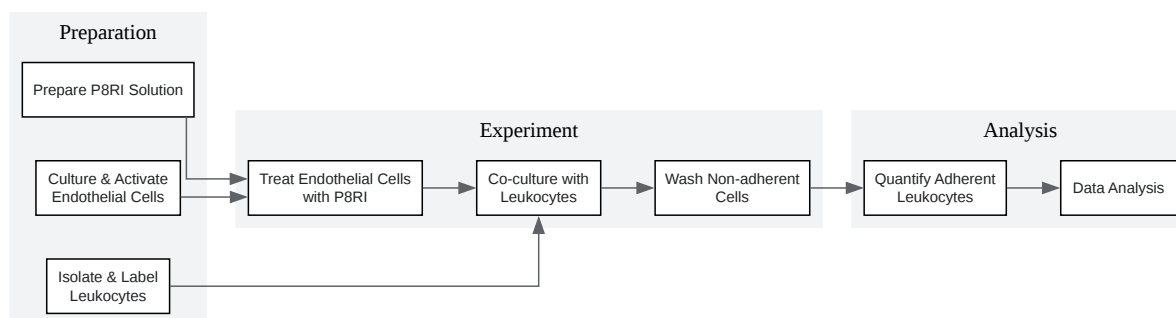 Preparation
Prepare P8RI Solution
Culture & Activate
Endothelial Cells
Isolate & Label
Leukocytes
Experiment
Treat Endothelial Cells
with P8RI
Co-culture with
Leukocytes
Wash Non-adherent
Cells
Analysis
Quantify Adherent
Leukocytes
Data Analysis